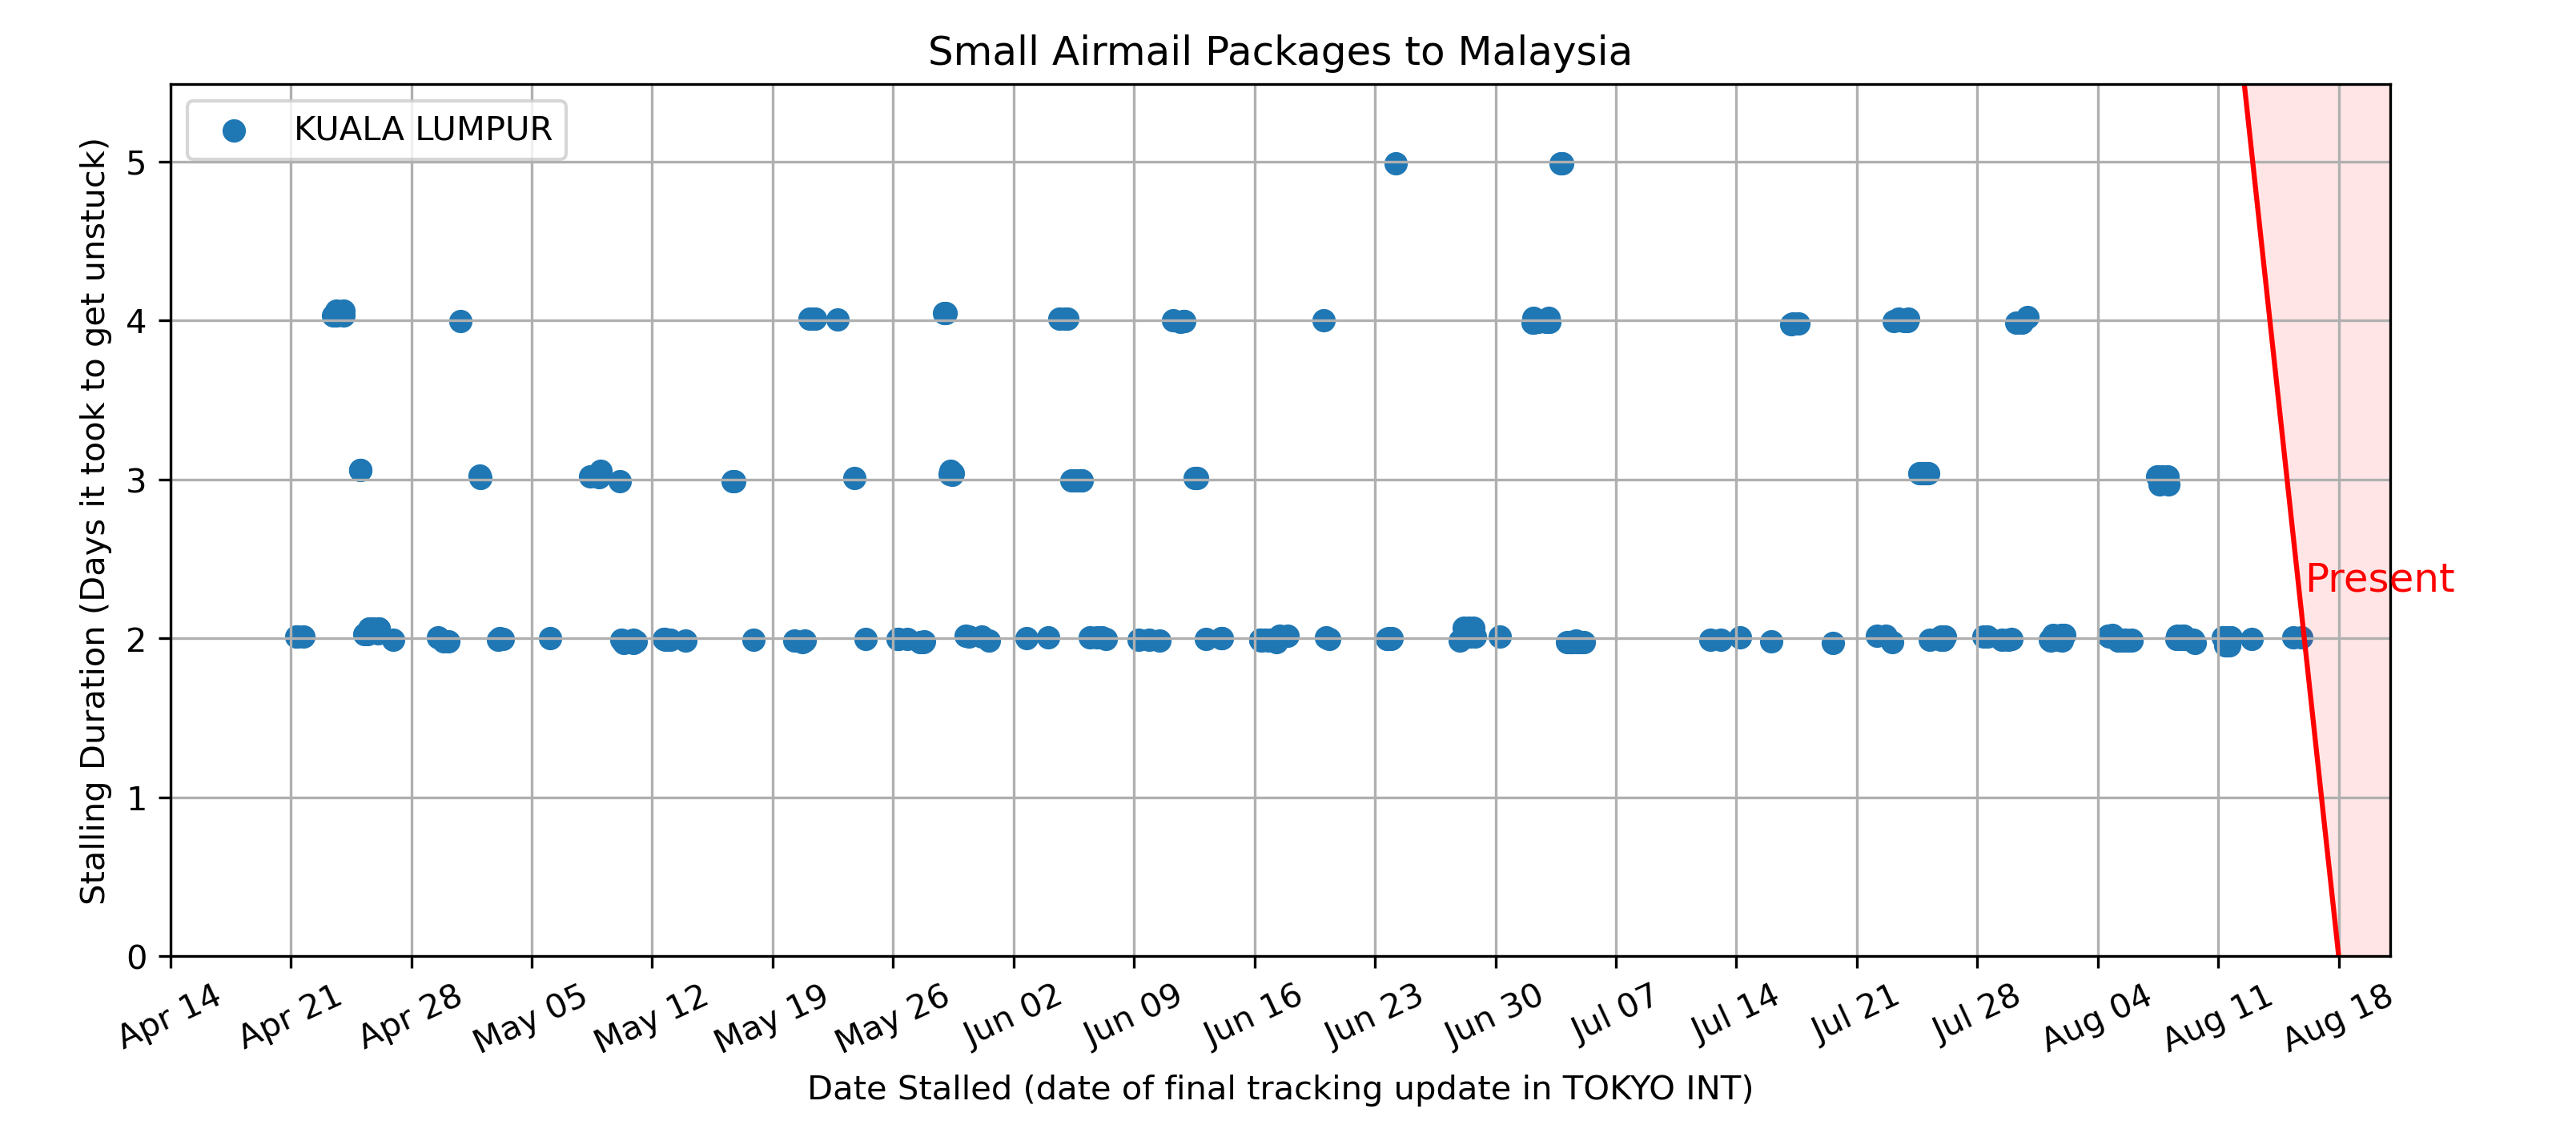 Small Airmail Packages to Malaysia
KUALA LUMPUR
Stalling Duration (Days it took to get unstuck)
5
4
3
2
1
0
Present
Apr 14 Apr 21 Apr 28 May 05 May 12 May 19 May 26 Jun 02 Jun 09 Jun 16 Jun 23 Jun 30 Jul 07 Jul 14 Jul 21 Jul 28 Aug 04 Aug 11 Aug 18
Date Stalled (date of final tracking update in TOKYO INT)